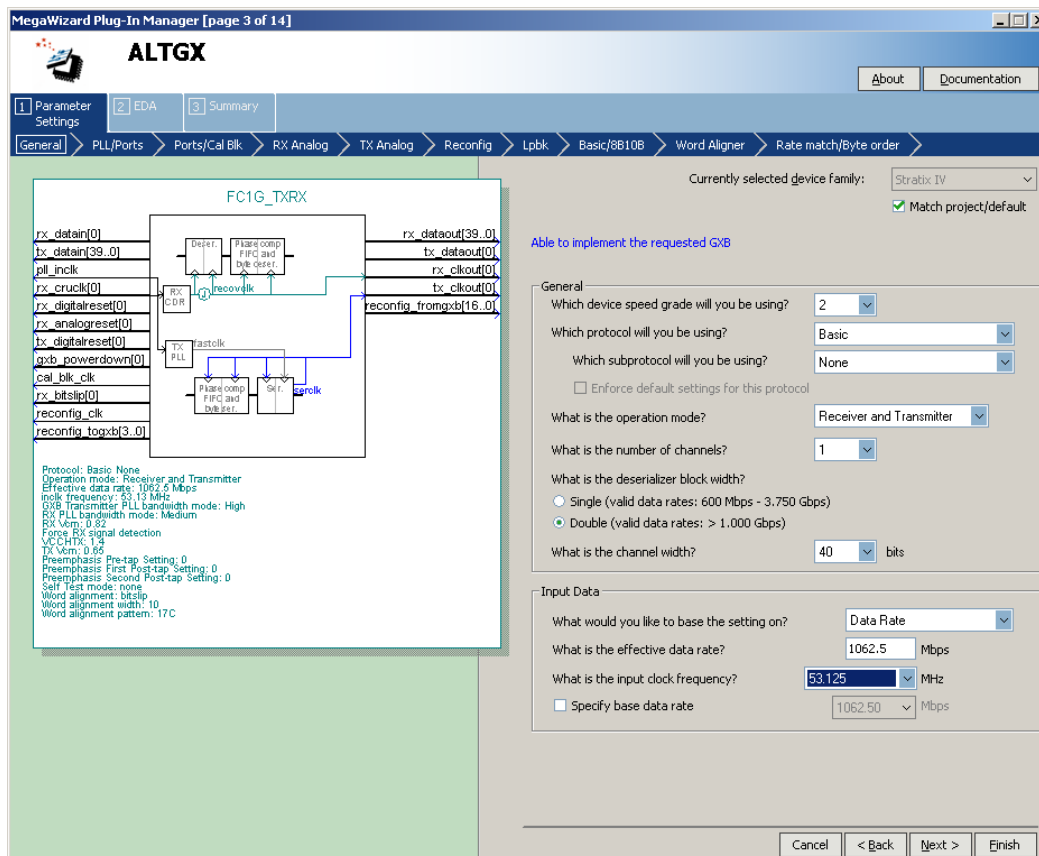 MegaWizard Plug-In Manager [page 3 of 14]
ALTGX
About
Documentation
1 Parameter Settings
2 EDA
3 Summary
General
PLL/Ports
Ports/Cal Blk
RX Analog
TX Analog
Reconfig
Lpbk
Basic/8B10B
Word Aligner
Rate match/Byte order
FC1G_TXRX
rx_datain[0]
tx_datain[39..0]
pll_inclk
rx_cruclk[0]
rx_digitalreset[0]
rx_analogreset[0]
tx_digitalreset[0]
gxb_powerdown[0]
cal_blk_clk
rx_bitslip[0]
reconfig_clk
reconfig_togxb[3..0]
rx_dataout[39..0]
tx_dataout[0]
rx_clkout[0]
tx_clkout[0]
reconfig_fromgxb[16..0]
Deser.
Phase comp
FIFO and
byte deser.
RX
CDR
recovclk
TX
PLL
fastclk
Phase comp
FIFO and
byte ser.
Ser.
serclk
Protocol: Basic None
Operation mode: Receiver and Transmitter
Effective data rate: 1062.5 Mbps
inclk frequency: 53.13 MHz
GXB Transmitter PLL bandwidth mode: High
RX PLL bandwidth mode: Medium
RX Vcm: 0.82
Force RX signal detection
VCCHTX: 1.4
TX Vcm: 0.65
Preemphasis Pre-tap Setting: 0
Preemphasis First Post-tap Setting: 0
Preemphasis Second Post-tap Setting: 0
Self Test mode: none
Word alignment: bitslip
Word alignment width: 10
Word alignment pattern: 17C
Currently selected device family: Stratix IV
Match project/default
Able to implement the requested GXB
General
Which device speed grade will you be using? 2
Which protocol will you be using? Basic
Which subprotocol will you be using? None
Enforce default settings for this protocol
What is the operation mode? Receiver and Transmitter
What is the number of channels? 1
What is the deserializer block width?
Single (valid data rates: 600 Mbps - 3.750 Gbps)
Double (valid data rates: > 1.000 Gbps)
What is the channel width? 40 bits
Input Data
What would you like to base the setting on? Data Rate
What is the effective data rate? 1062.5 Mbps
What is the input clock frequency? 53.125 MHz
Specify base data rate 1062.50 Mbps
Cancel
< Back
Next >
Finish